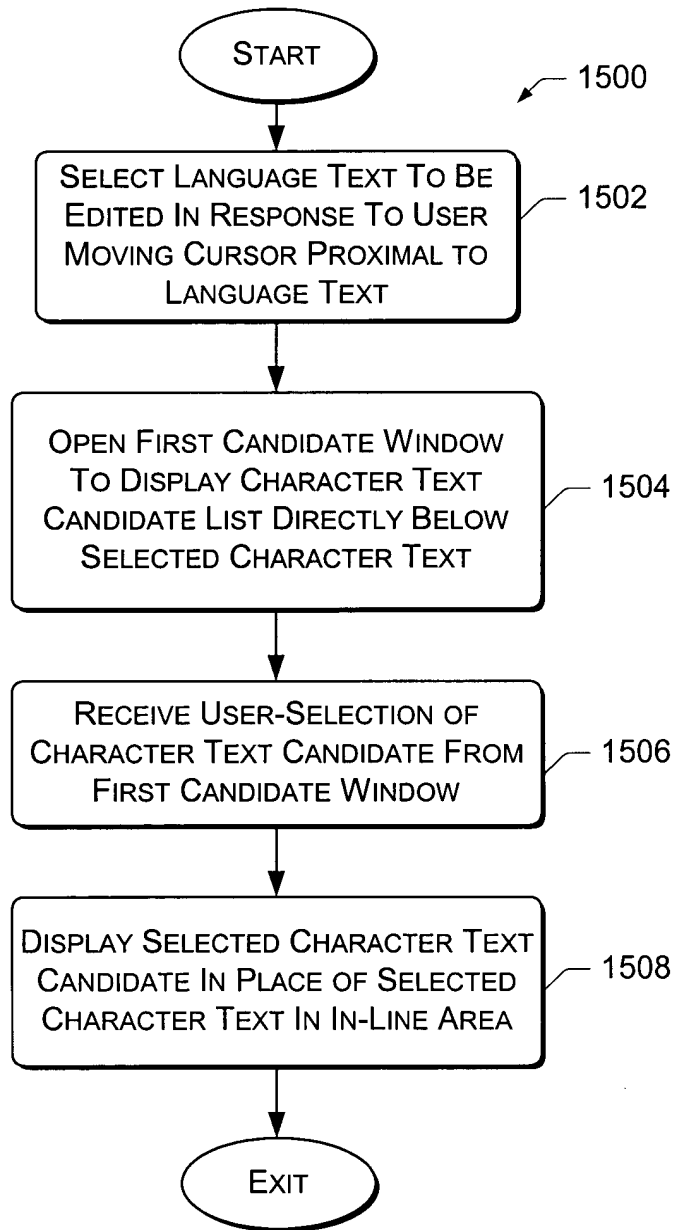 START
1500
SELECT LANGUAGE TEXT TO BE
EDITED IN RESPONSE TO USER
MOVING CURSOR PROXIMAL TO
LANGUAGE TEXT
1502
OPEN FIRST CANDIDATE WINDOW
TO DISPLAY CHARACTER TEXT
CANDIDATE LIST DIRECTLY BELOW
SELECTED CHARACTER TEXT
1504
RECEIVE USER-SELECTION OF
CHARACTER TEXT CANDIDATE FROM
FIRST CANDIDATE WINDOW
1506
DISPLAY SELECTED CHARACTER TEXT
CANDIDATE IN PLACE OF SELECTED
CHARACTER TEXT IN IN-LINE AREA
1508
EXIT